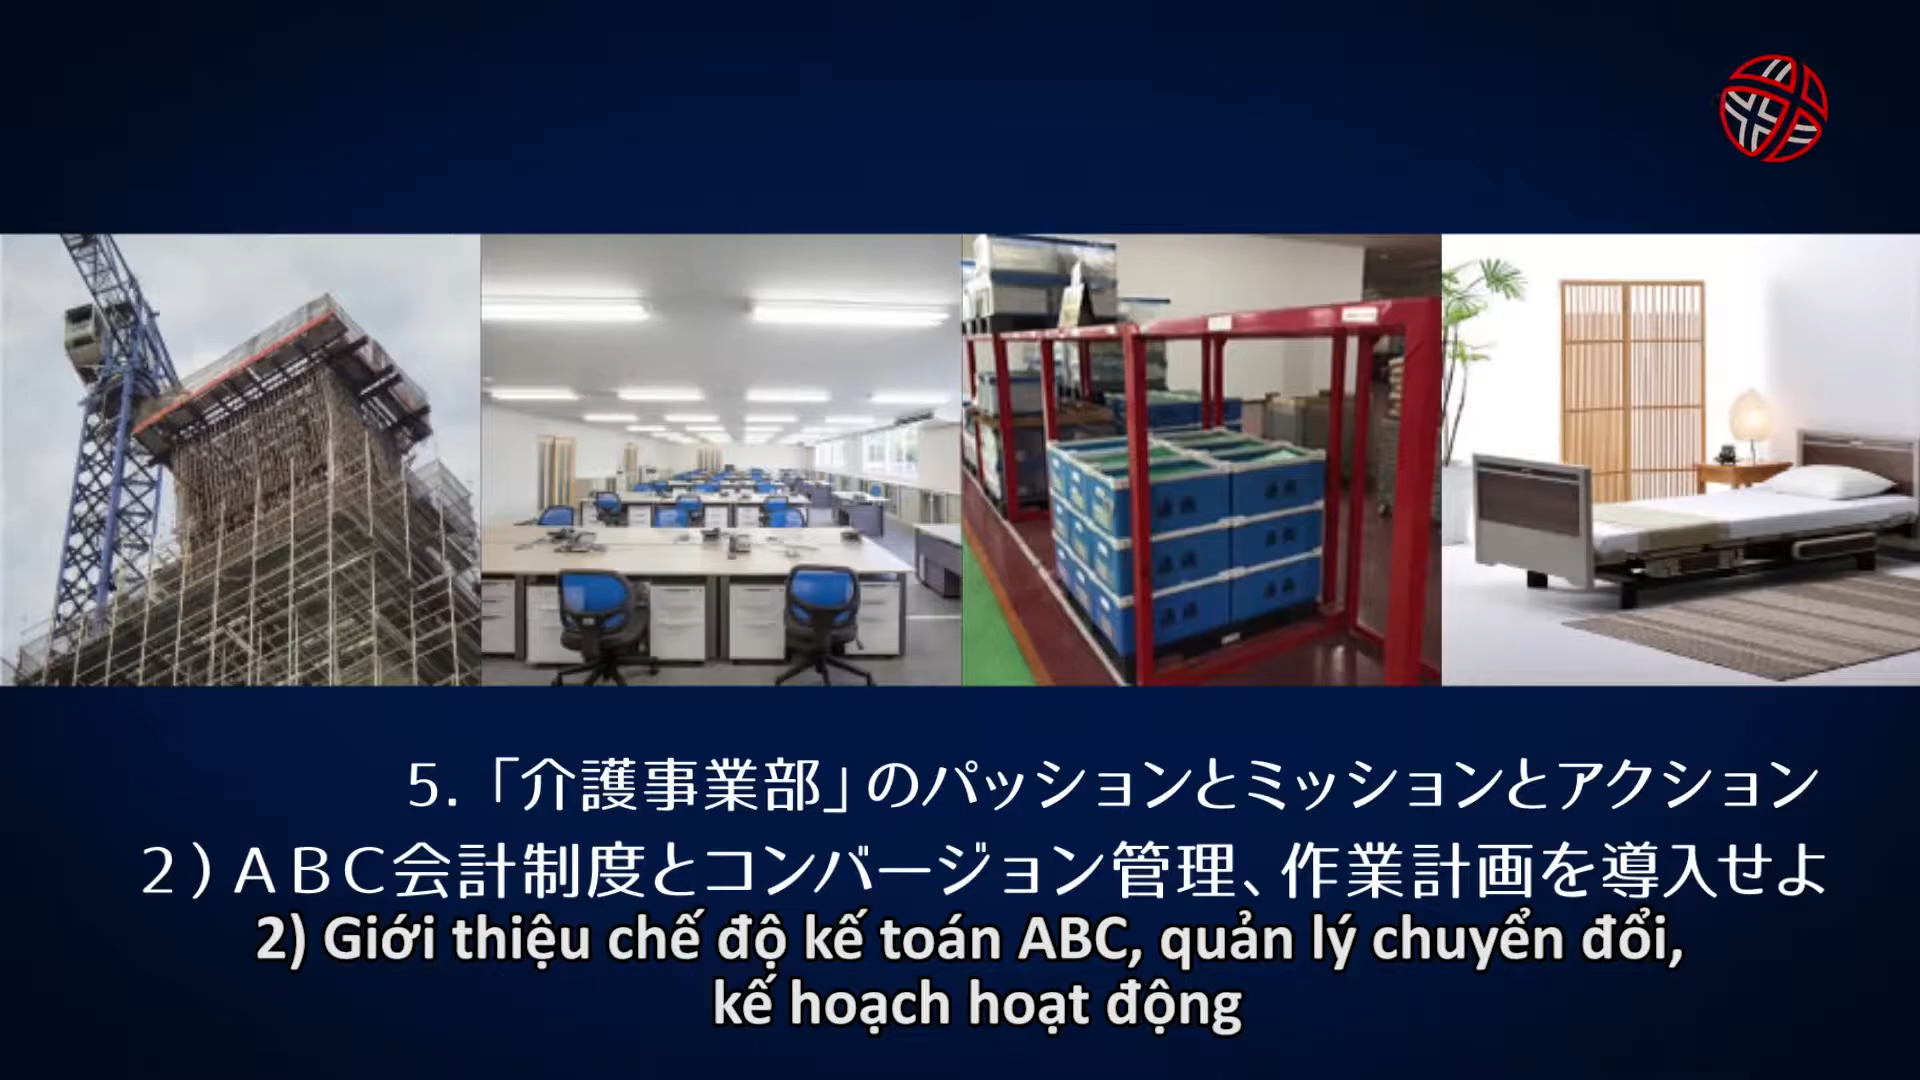 5.「介護事業部」のパッションとミッションとアクション
2）ABC会計制度とコンバージョン管理、作業計画を導入せよ
2) Giới thiệu chế độ kế toán ABC, quản lý chuyển đổi,
kế hoạch hoạt động